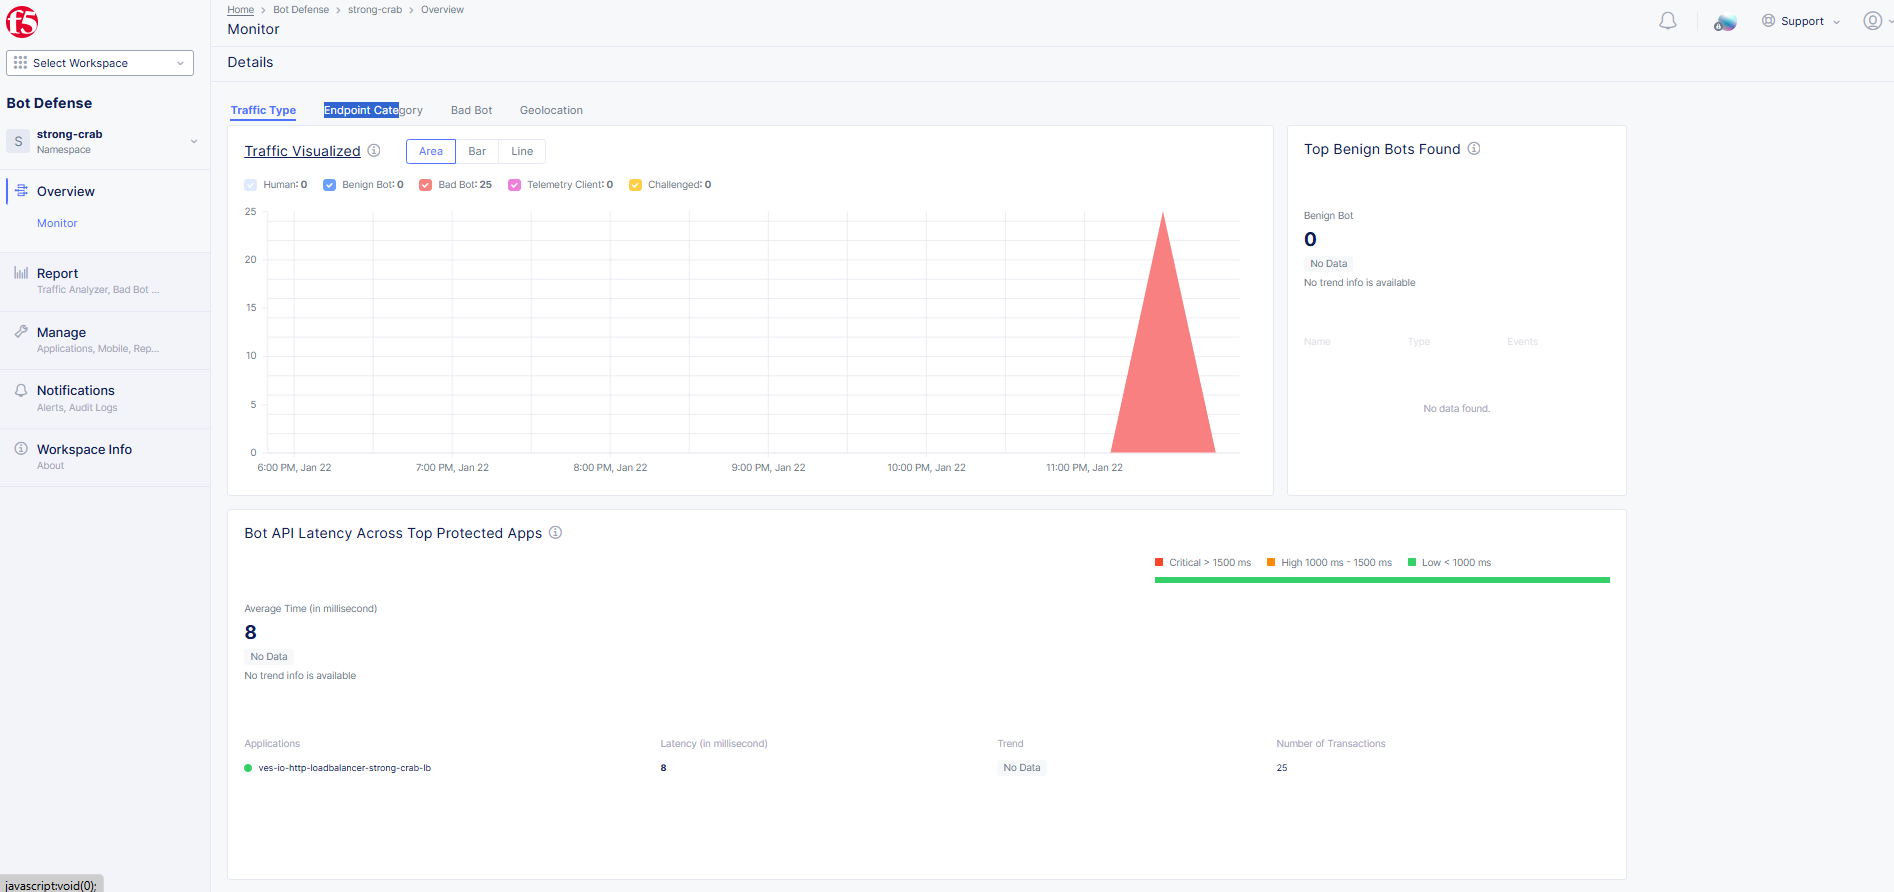 f5
Home > Bot Defense > strong-crab > Overview
Monitor
Support
Select Workspace
Bot Defense
S
strong-crab
Namespace
Overview
Monitor
Report
Traffic Analyzer, Bad Bot ...
Manage
Applications, Mobile, Rep...
Notifications
Alerts, Audit Logs
Workspace Info
About
Details
Traffic Type Endpoint Category Bad Bot Geolocation
Traffic Visualized Area Bar Line
Human: 0 Benign Bot: 0 Bad Bot: 25 Telemetry Client: 0 Challenged: 0
25
20
15
10
5
0
6:00 PM, Jan 22 7:00 PM, Jan 22 8:00 PM, Jan 22 9:00 PM, Jan 22 10:00 PM, Jan 22 11:00 PM, Jan 22
Top Benign Bots Found
Benign Bot
0
No Data
No trend info is available
Name Type Events
No data found.
Bot API Latency Across Top Protected Apps
Critical > 1500 ms High 1000 ms - 1500 ms Low < 1000 ms
Average Time (in millisecond)
8
No Data
No trend info is available
Applications Latency (in millisecond) Trend Number of Transactions
ves-io-http-loadbalancer-strong-crab-lb 8 No Data 25
javascript:void(0);